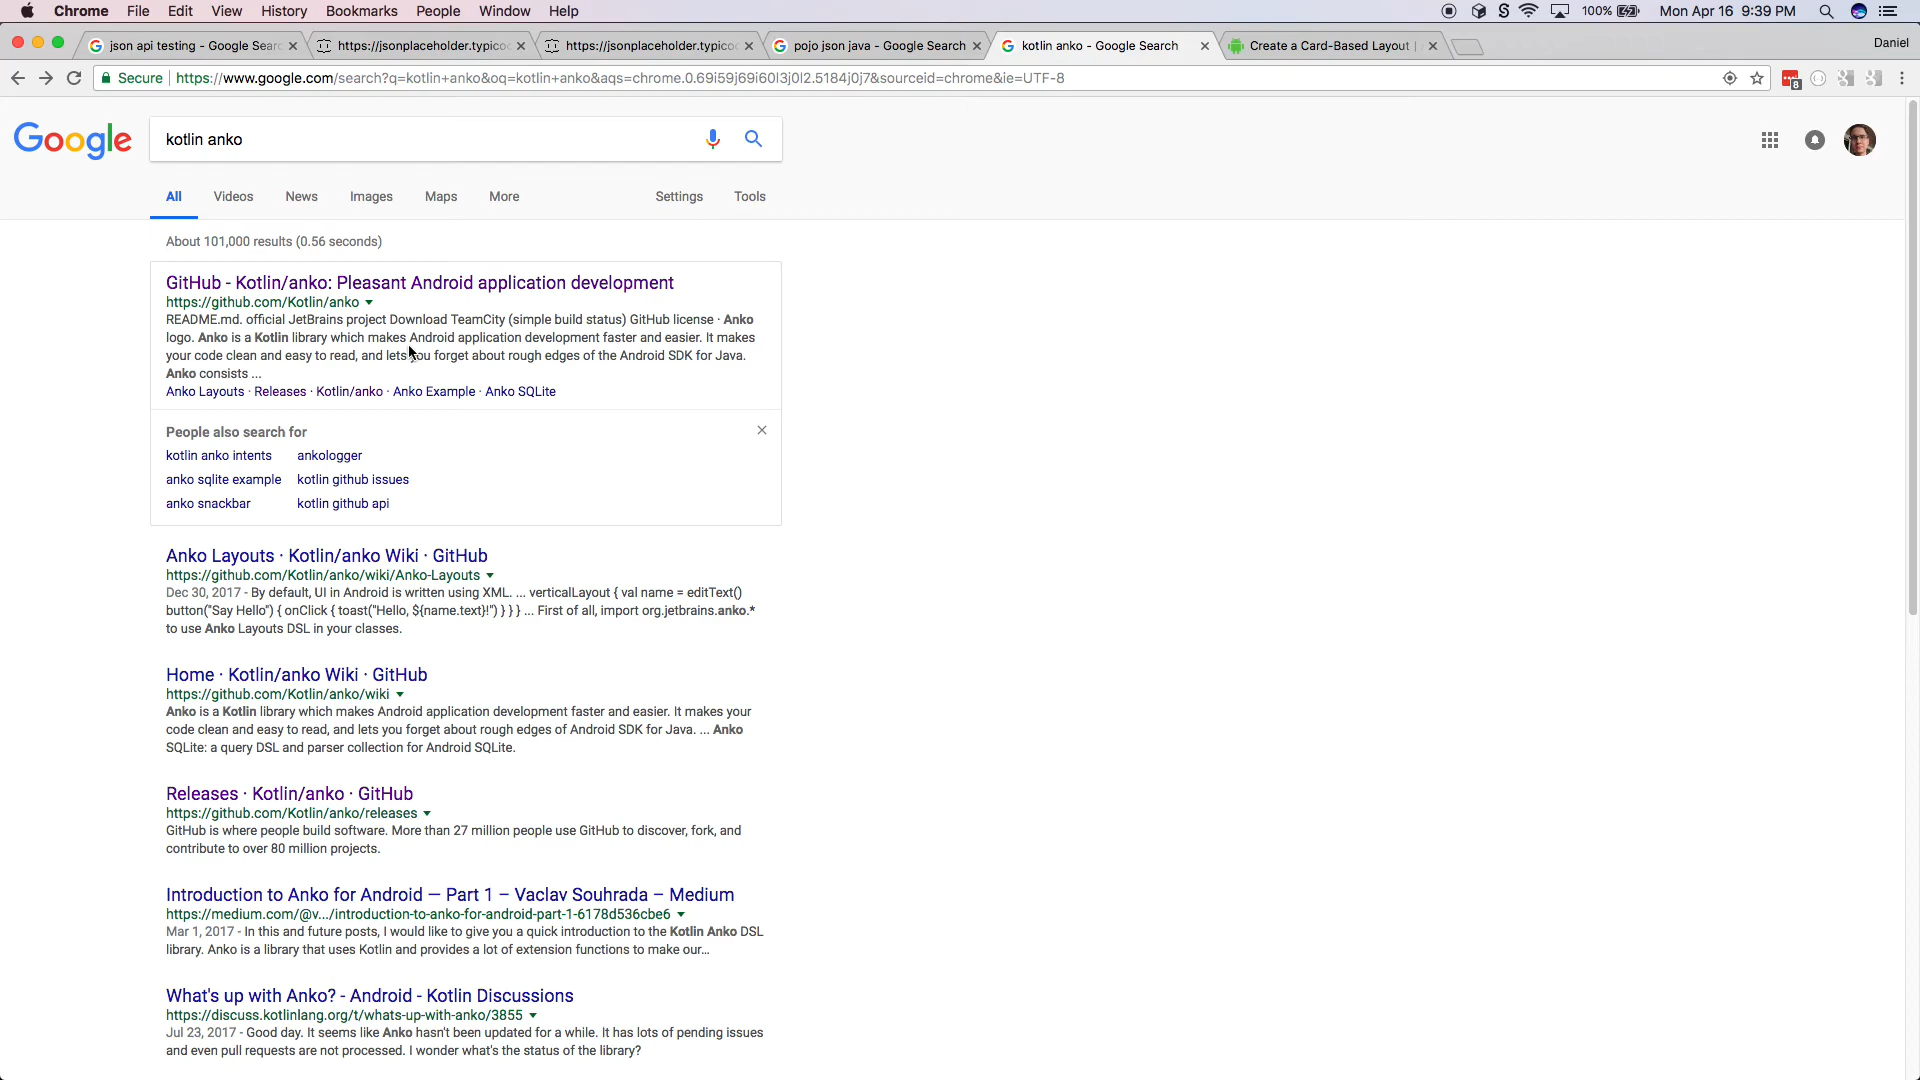 Chrome File Edit View History Bookmarks People Window Help 100% Mon Apr 16 9:39 PM
json api testing - Google Sear https://jsonplaceholder.typico https://jsonplaceholder.typico pojo json java - Google Search kotlin anko - Google Search Create a Card-Based Layout | Daniel
Secure https://www.google.com/search?q=kotlin+anko&oq=kotlin+anko&aqs=chrome.0.69i59j69i60l3j0l2.5184j0j7&sourceid=chrome&ie=UTF-8 8
Google kotlin anko
All Videos News Images Maps More Settings Tools
About 101,000 results (0.56 seconds)
GitHub - Kotlin/anko: Pleasant Android application development
https://github.com/Kotlin/anko
README.md. official JetBrains project Download TeamCity (simple build status) GitHub license · Anko
logo. Anko is a Kotlin library which makes Android application development faster and easier. It makes
your code clean and easy to read, and lets you forget about rough edges of the Android SDK for Java.
Anko consists ...
Anko Layouts · Releases · Kotlin/anko · Anko Example · Anko SQLite
People also search for
kotlin anko intents ankologger
anko sqlite example kotlin github issues
anko snackbar kotlin github api
Anko Layouts · Kotlin/anko Wiki · GitHub
https://github.com/Kotlin/anko/wiki/Anko-Layouts
Dec 30, 2017 - By default, UI in Android is written using XML. ... verticalLayout { val name = editText()
button("Say Hello") { onClick { toast("Hello, ${name.text}!") } } } ... First of all, import org.jetbrains.anko.*
to use Anko Layouts DSL in your classes.
Home · Kotlin/anko Wiki · GitHub
https://github.com/Kotlin/anko/wiki
Anko is a Kotlin library which makes Android application development faster and easier. It makes your
code clean and easy to read, and lets you forget about rough edges of Android SDK for Java. ... Anko
SQLite: a query DSL and parser collection for Android SQLite.
Releases · Kotlin/anko · GitHub
https://github.com/Kotlin/anko/releases
GitHub is where people build software. More than 27 million people use GitHub to discover, fork, and
contribute to over 80 million projects.
Introduction to Anko for Android — Part 1 – Vaclav Souhrada – Medium
https://medium.com/@v.../introduction-to-anko-for-android-part-1-6178d536cbe6
Mar 1, 2017 - In this and future posts, I would like to give you a quick introduction to the Kotlin Anko DSL
library. Anko is a library that uses Kotlin and provides a lot of extension functions to make our...
What's up with Anko? - Android - Kotlin Discussions
https://discuss.kotlinlang.org/t/whats-up-with-anko/3855
Jul 23, 2017 - Good day. It seems like Anko hasn't been updated for a while. It has lots of pending issues
and even pull requests are not processed. I wonder what's the status of the library?